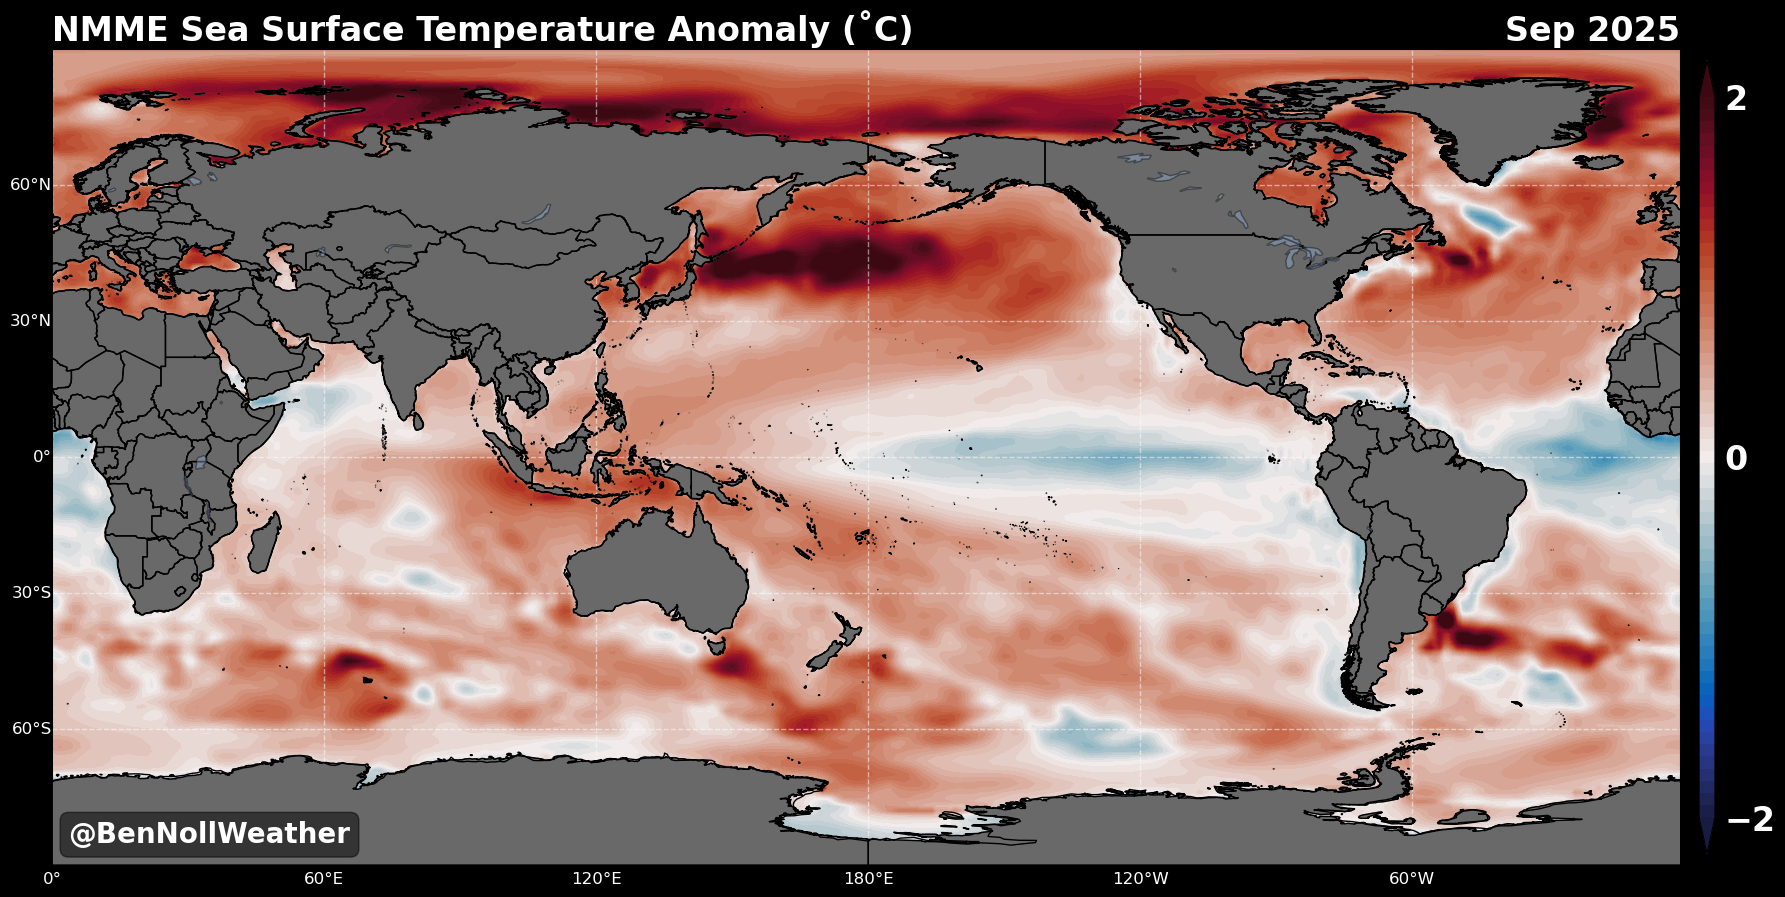 NMME Sea Surface Temperature Anomaly (˚C)
Sep 2025
2
0
−2
60°N
30°N
0°
30°S
60°S
@BenNollWeather
0°
60°E
120°E
180°E
120°W
60°W